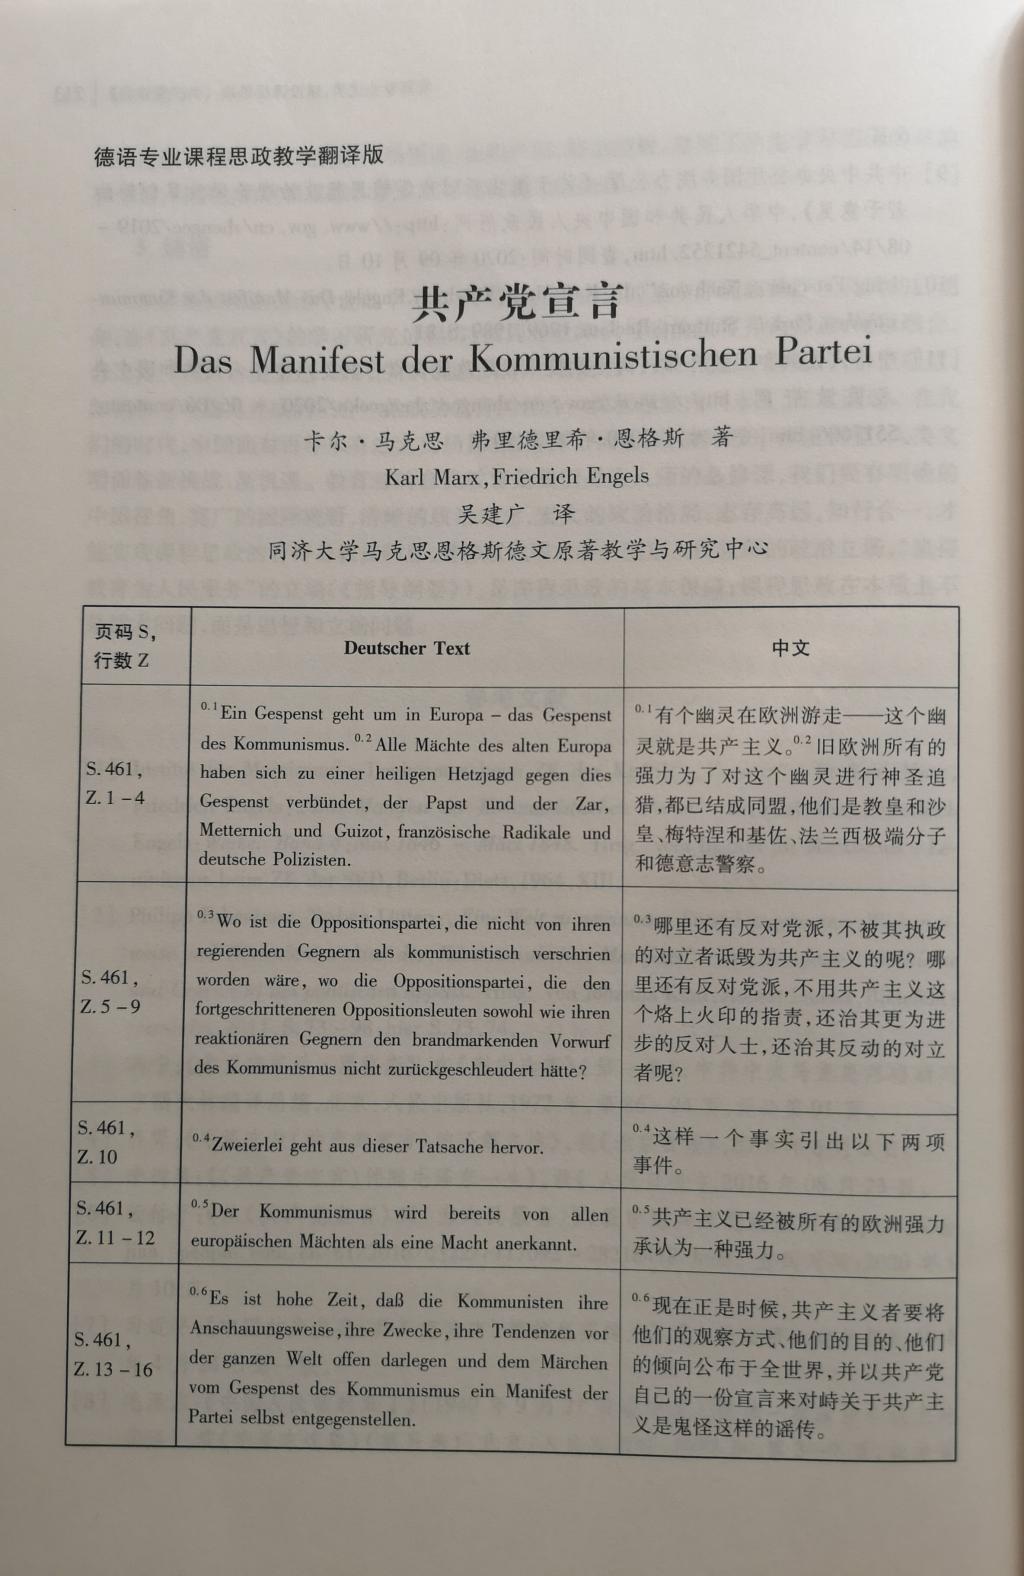 德语专业课程思政教学翻译版
共产党宣言
Das Manifest der Kommunistischen Partei
卡尔·马克思 弗里德里希·恩格斯 著
Karl Marx, Friedrich Engels
吴建广 译
同济大学马克思恩格斯德文原著教学与研究中心
页码 S,
行数 Z
Deutscher Text
中文
S. 461,
Z. 1 – 4
0.1 Ein Gespenst geht um in Europa – das Gespenst
des Kommunismus. 0.2 Alle Mächte des alten Europa
haben sich zu einer heiligen Hetzjagd gegen dies
Gespenst verbündet, der Papst und der Zar,
Metternich und Guizot, französische Radikale und
deutsche Polizisten.
0.1 有个幽灵在欧洲游走——这个幽
灵就是共产主义。0.2 旧欧洲所有的
强力为了对这个幽灵进行神圣追
猎,都已结成同盟,他们是教皇和沙
皇、梅特涅和基佐、法兰西极端分子
和德意志警察。
S. 461,
Z. 5 – 9
0.3 Wo ist die Oppositionspartei, die nicht von ihren
regierenden Gegnern als kommunistisch verschrien
worden wäre, wo die Oppositionspartei, die den
fortgeschritteneren Oppositionsleuten sowohl wie ihren
reaktionären Gegnern den brandmarkenden Vorwurf
des Kommunismus nicht zurückgeschleudert hätte?
0.3 哪里还有反对党派,不被其执政
的对立者诋毁为共产主义的呢? 哪
里还有反对党派,不用共产主义这
个烙上火印的指责,还治其更为进
步的反对人士,还治其反动的对立
者呢?
S. 461,
Z. 10
0.4 Zweierlei geht aus dieser Tatsache hervor.
0.4 这样一个事实引出以下两项
事件。
S. 461,
Z. 11 – 12
0.5 Der Kommunismus wird bereits von allen
europäischen Mächten als eine Macht anerkannt.
0.5 共产主义已经被所有的欧洲强力
承认为一种强力。
S. 461,
Z. 13 – 16
0.6 Es ist hohe Zeit, daß die Kommunisten ihre
Anschauungsweise, ihre Zwecke, ihre Tendenzen vor
der ganzen Welt offen darlegen und dem Märchen
vom Gespenst des Kommunismus ein Manifest der
Partei selbst entgegenstellen.
0.6 现在正是时候,共产主义者要将
他们的观察方式、他们的目的、他们
的倾向公布于全世界,并以共产党
自己的一份宣言来对峙关于共产主
义是鬼怪这样的谣传。